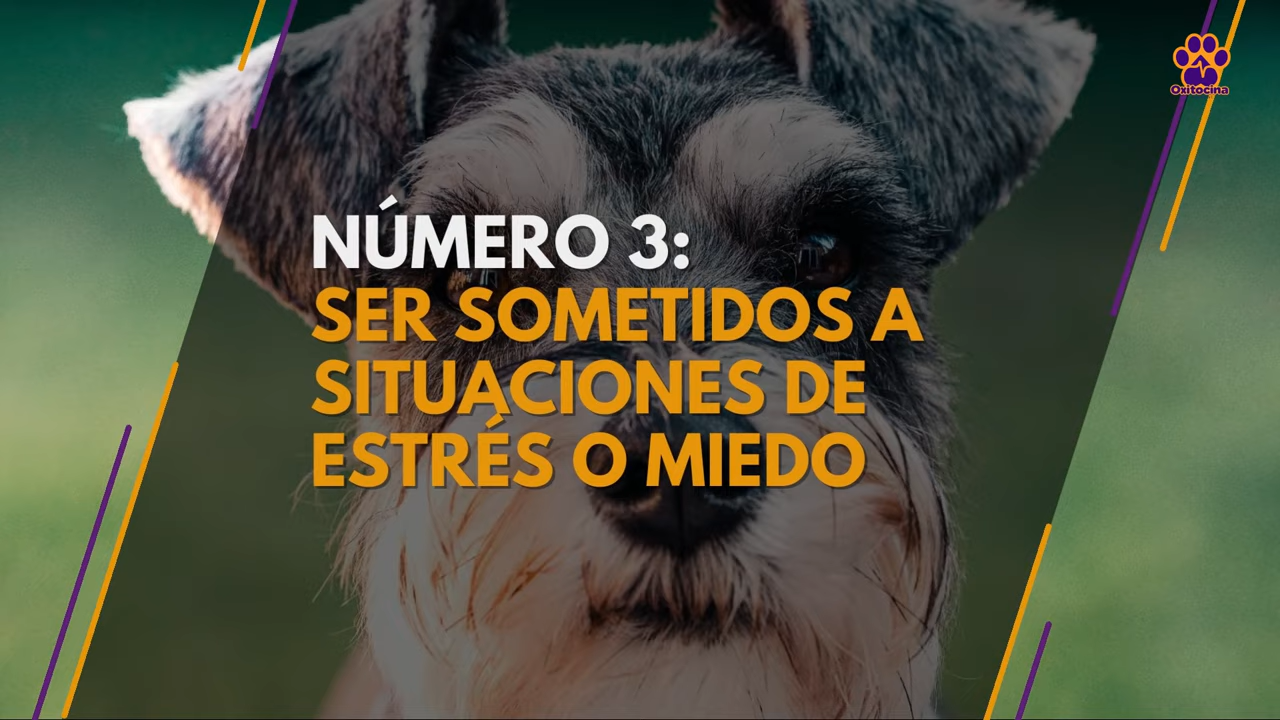 Oxitocina
NÚMERO 3:
SER SOMETIDOS A
SITUACIONES DE
ESTRÉS O MIEDO